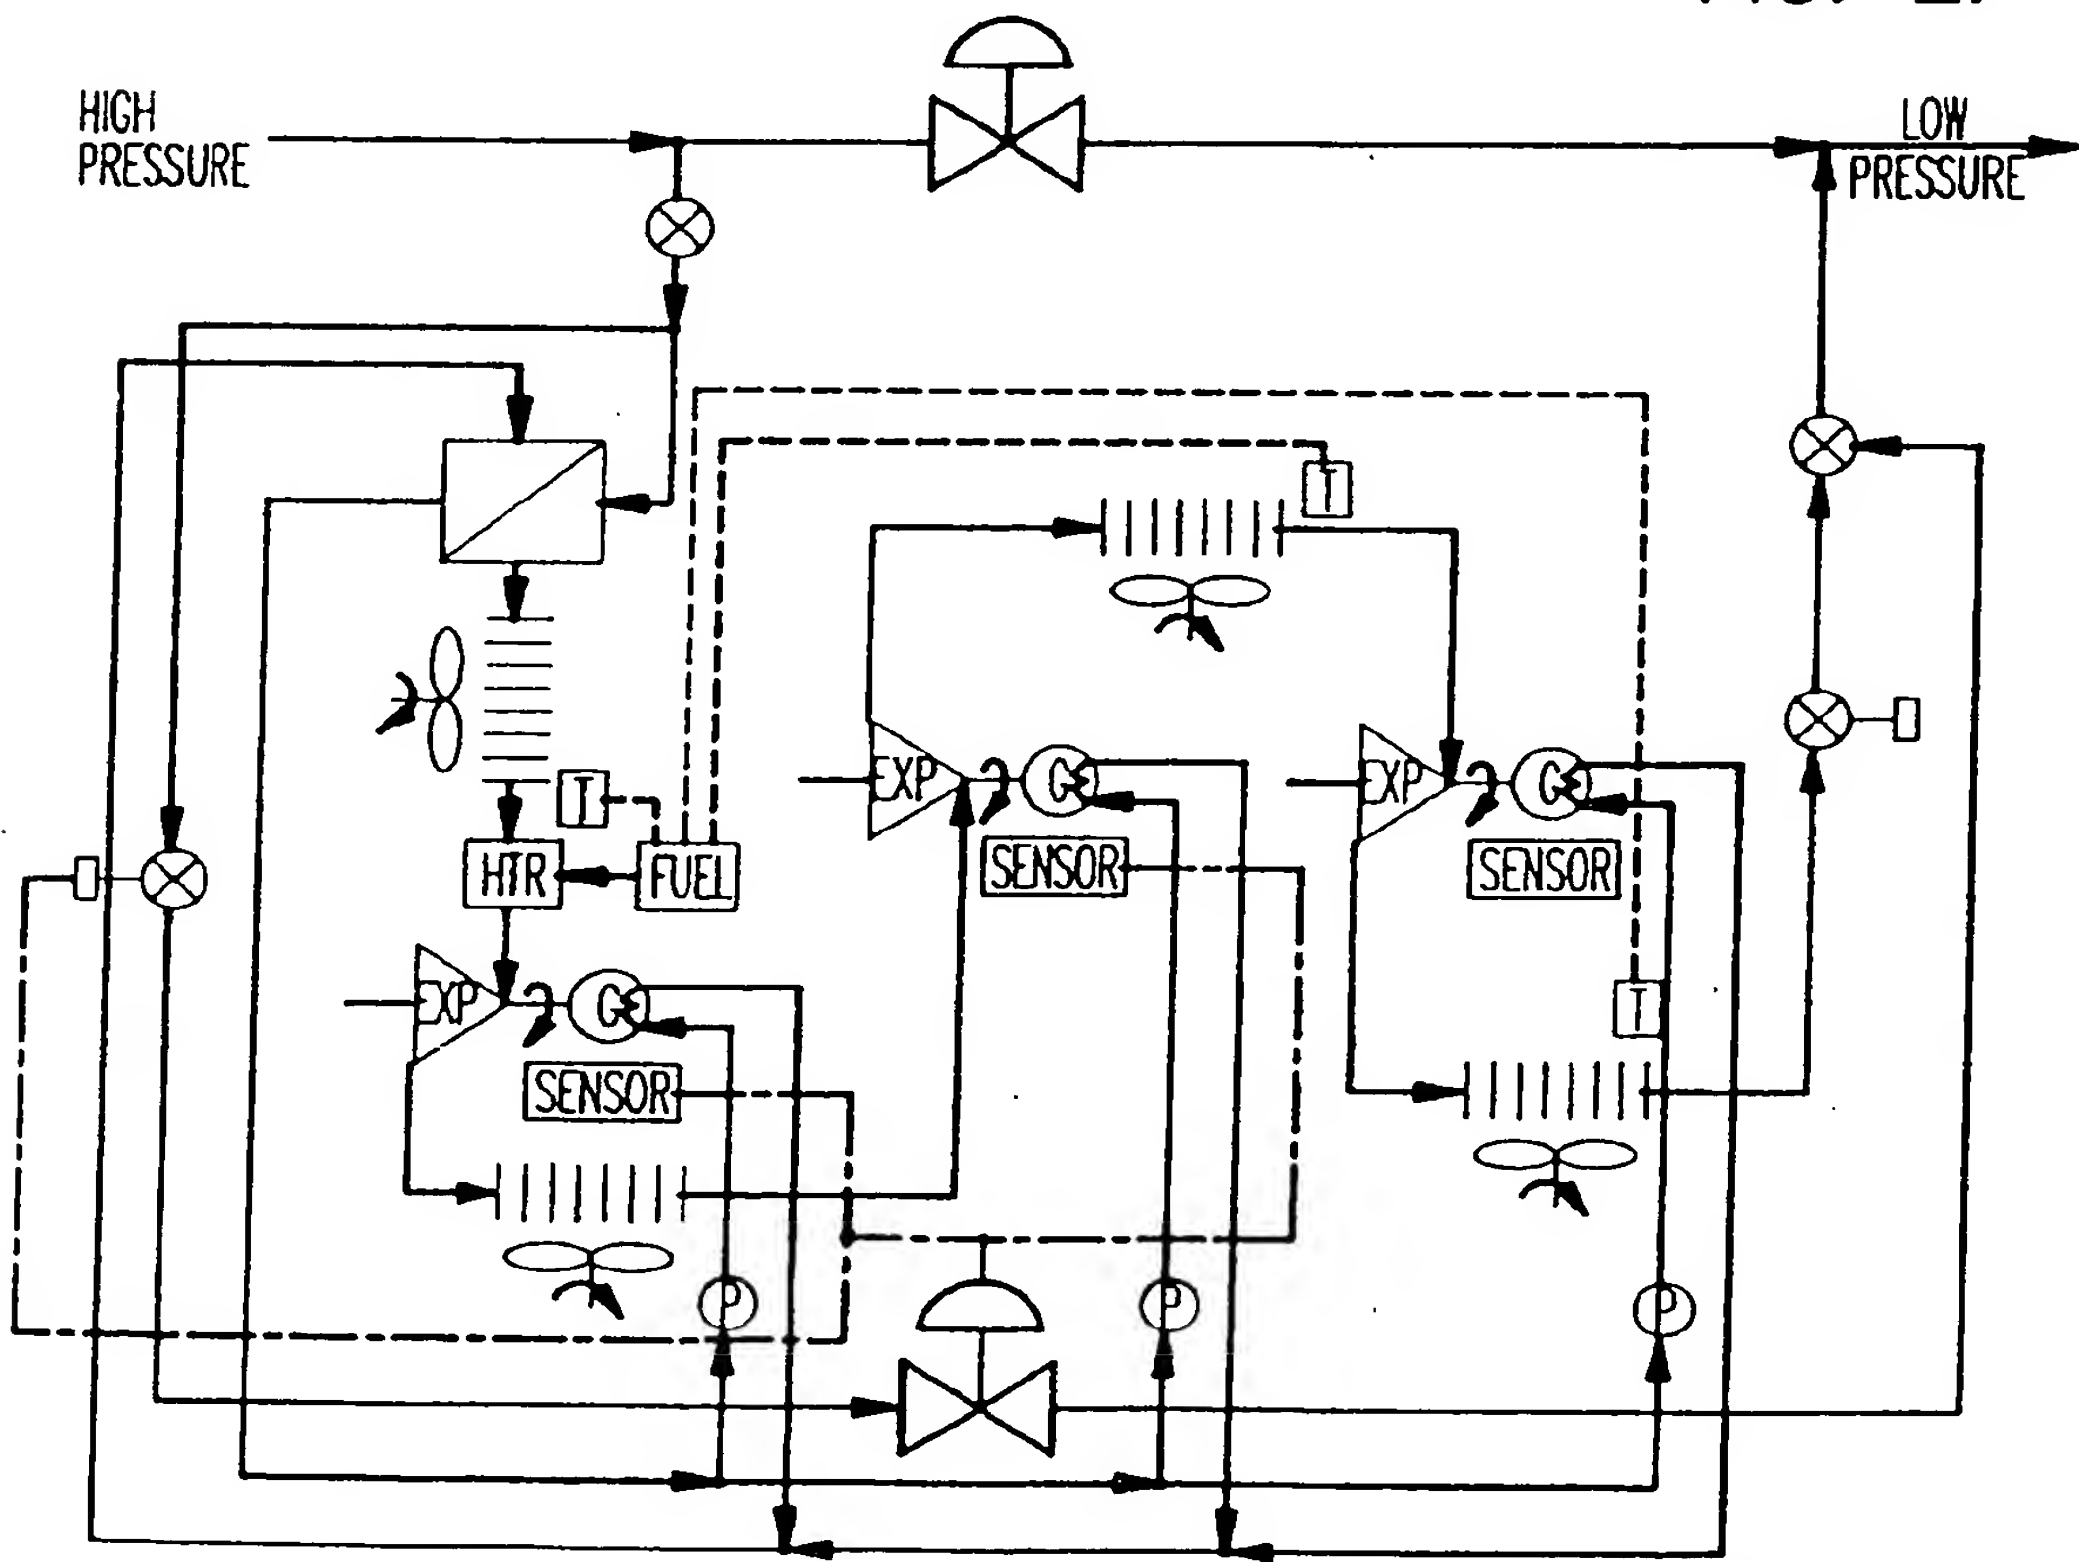 HIGH
PRESSURE
LOW
PRESSURE
T
EXP
G
EXP
G
T
SENSOR
SENSOR
HTR
FUEL
EXP
G
T
SENSOR
P
P
P